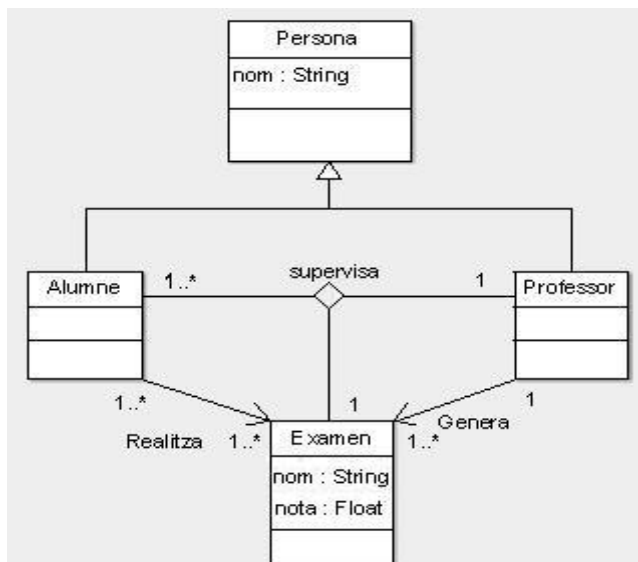 Persona
nom : String
supervisa
Alumne
1..*
1
Professor
1..*
1
1
Realitza
1..*
Examen
1..*
Genera
nom : String
nota : Float